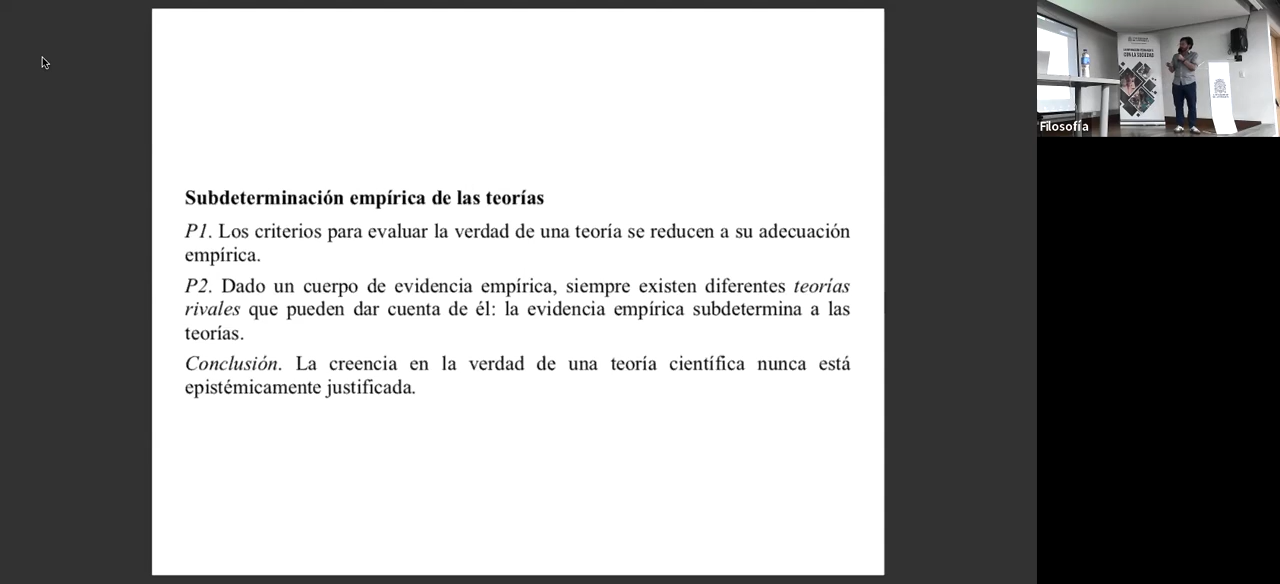 Subdeterminación empírica de las teorías
P1. Los criterios para evaluar la verdad de una teoría se reducen a su adecuación
empírica.
P2. Dado un cuerpo de evidencia empírica, siempre existen diferentes teorías
rivales que pueden dar cuenta de él: la evidencia empírica subdetermina a las
teorías.
Conclusión. La creencia en la verdad de una teoría científica nunca está
epistémicamente justificada.
CON LA SOCIEDAD
Filosofía